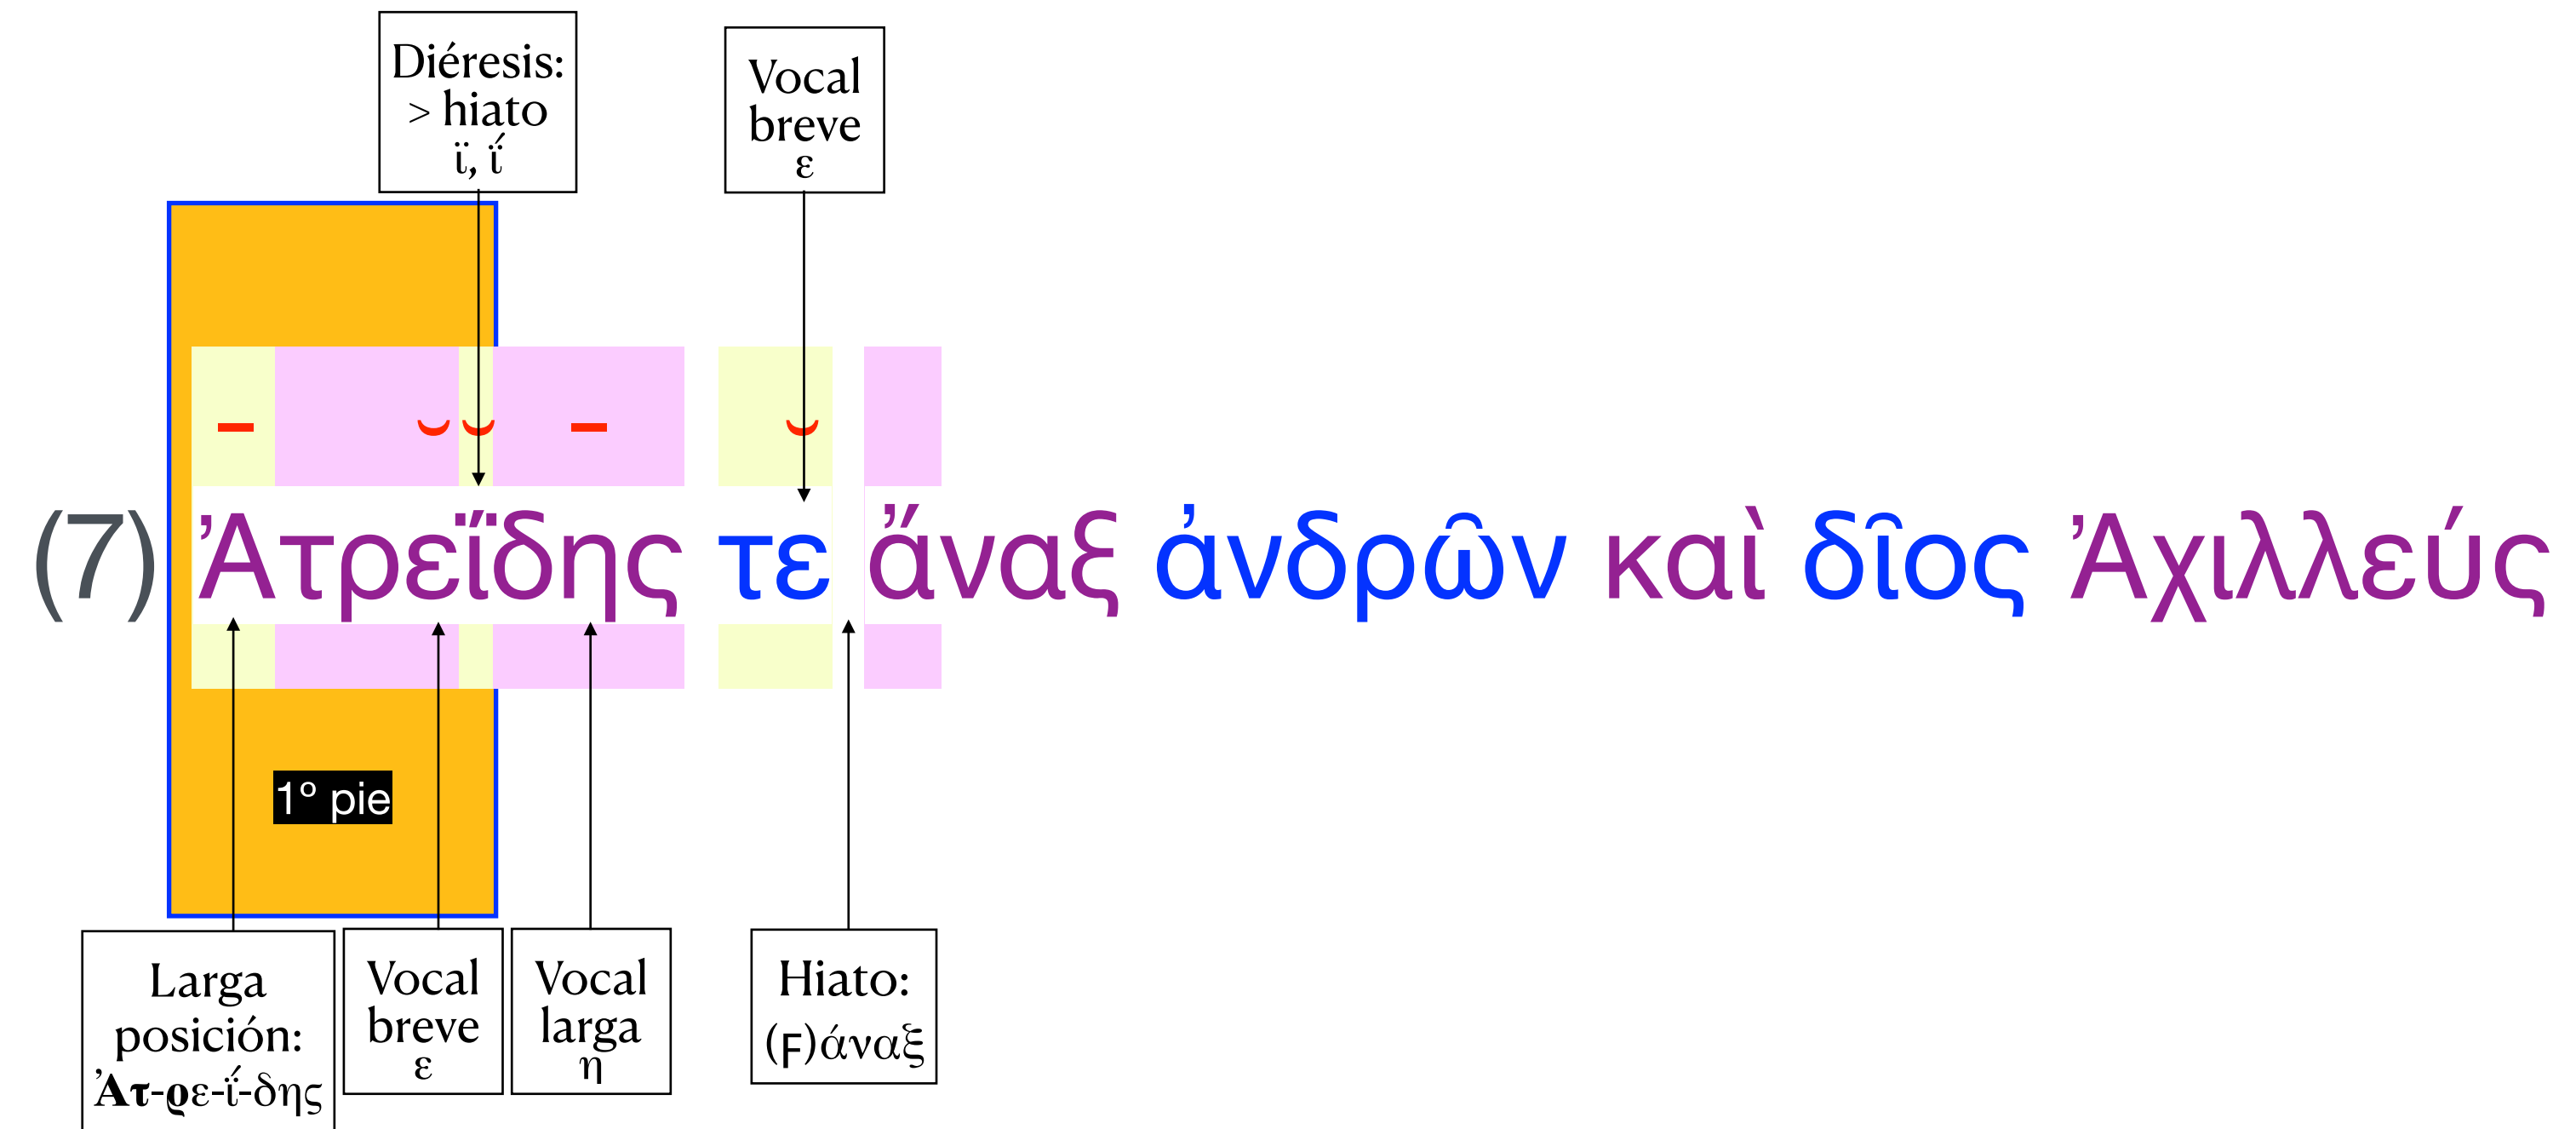 Diéresis:
> hiato
ϊ, ΐ
Vocal
breve
ε
– ⏑ ⏑ – ⏑
(7) Ἀτρεΐδης τε ἄναξ ἀνδρῶν καὶ δῖος Ἀχιλλεύς
1º pie
Larga
posición:
Ἀτ-ρε-ΐ-δης
Vocal
breve
ε
Vocal
larga
η
Hiato:
(F)άναξ